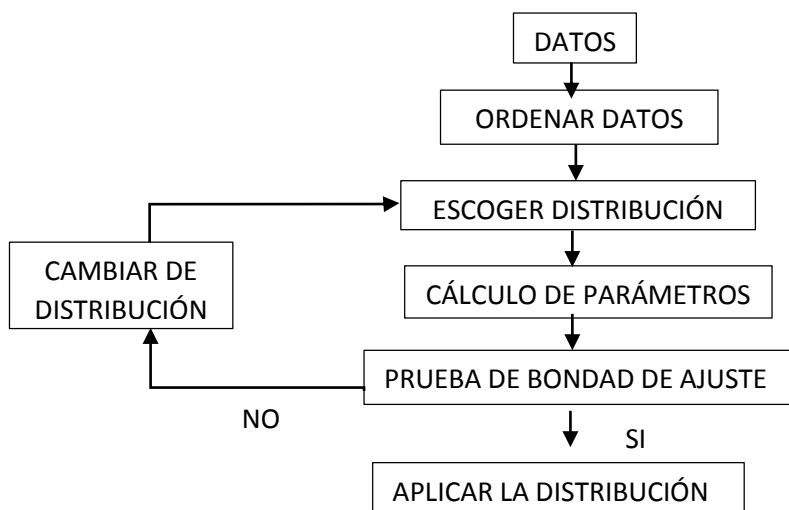 DATOS
ORDENAR DATOS
ESCOGER DISTRIBUCIÓN
CAMBIAR DE
DISTRIBUCIÓN
CÁLCULO DE PARÁMETROS
PRUEBA DE BONDAD DE AJUSTE
NO
SI
APLICAR LA DISTRIBUCIÓN